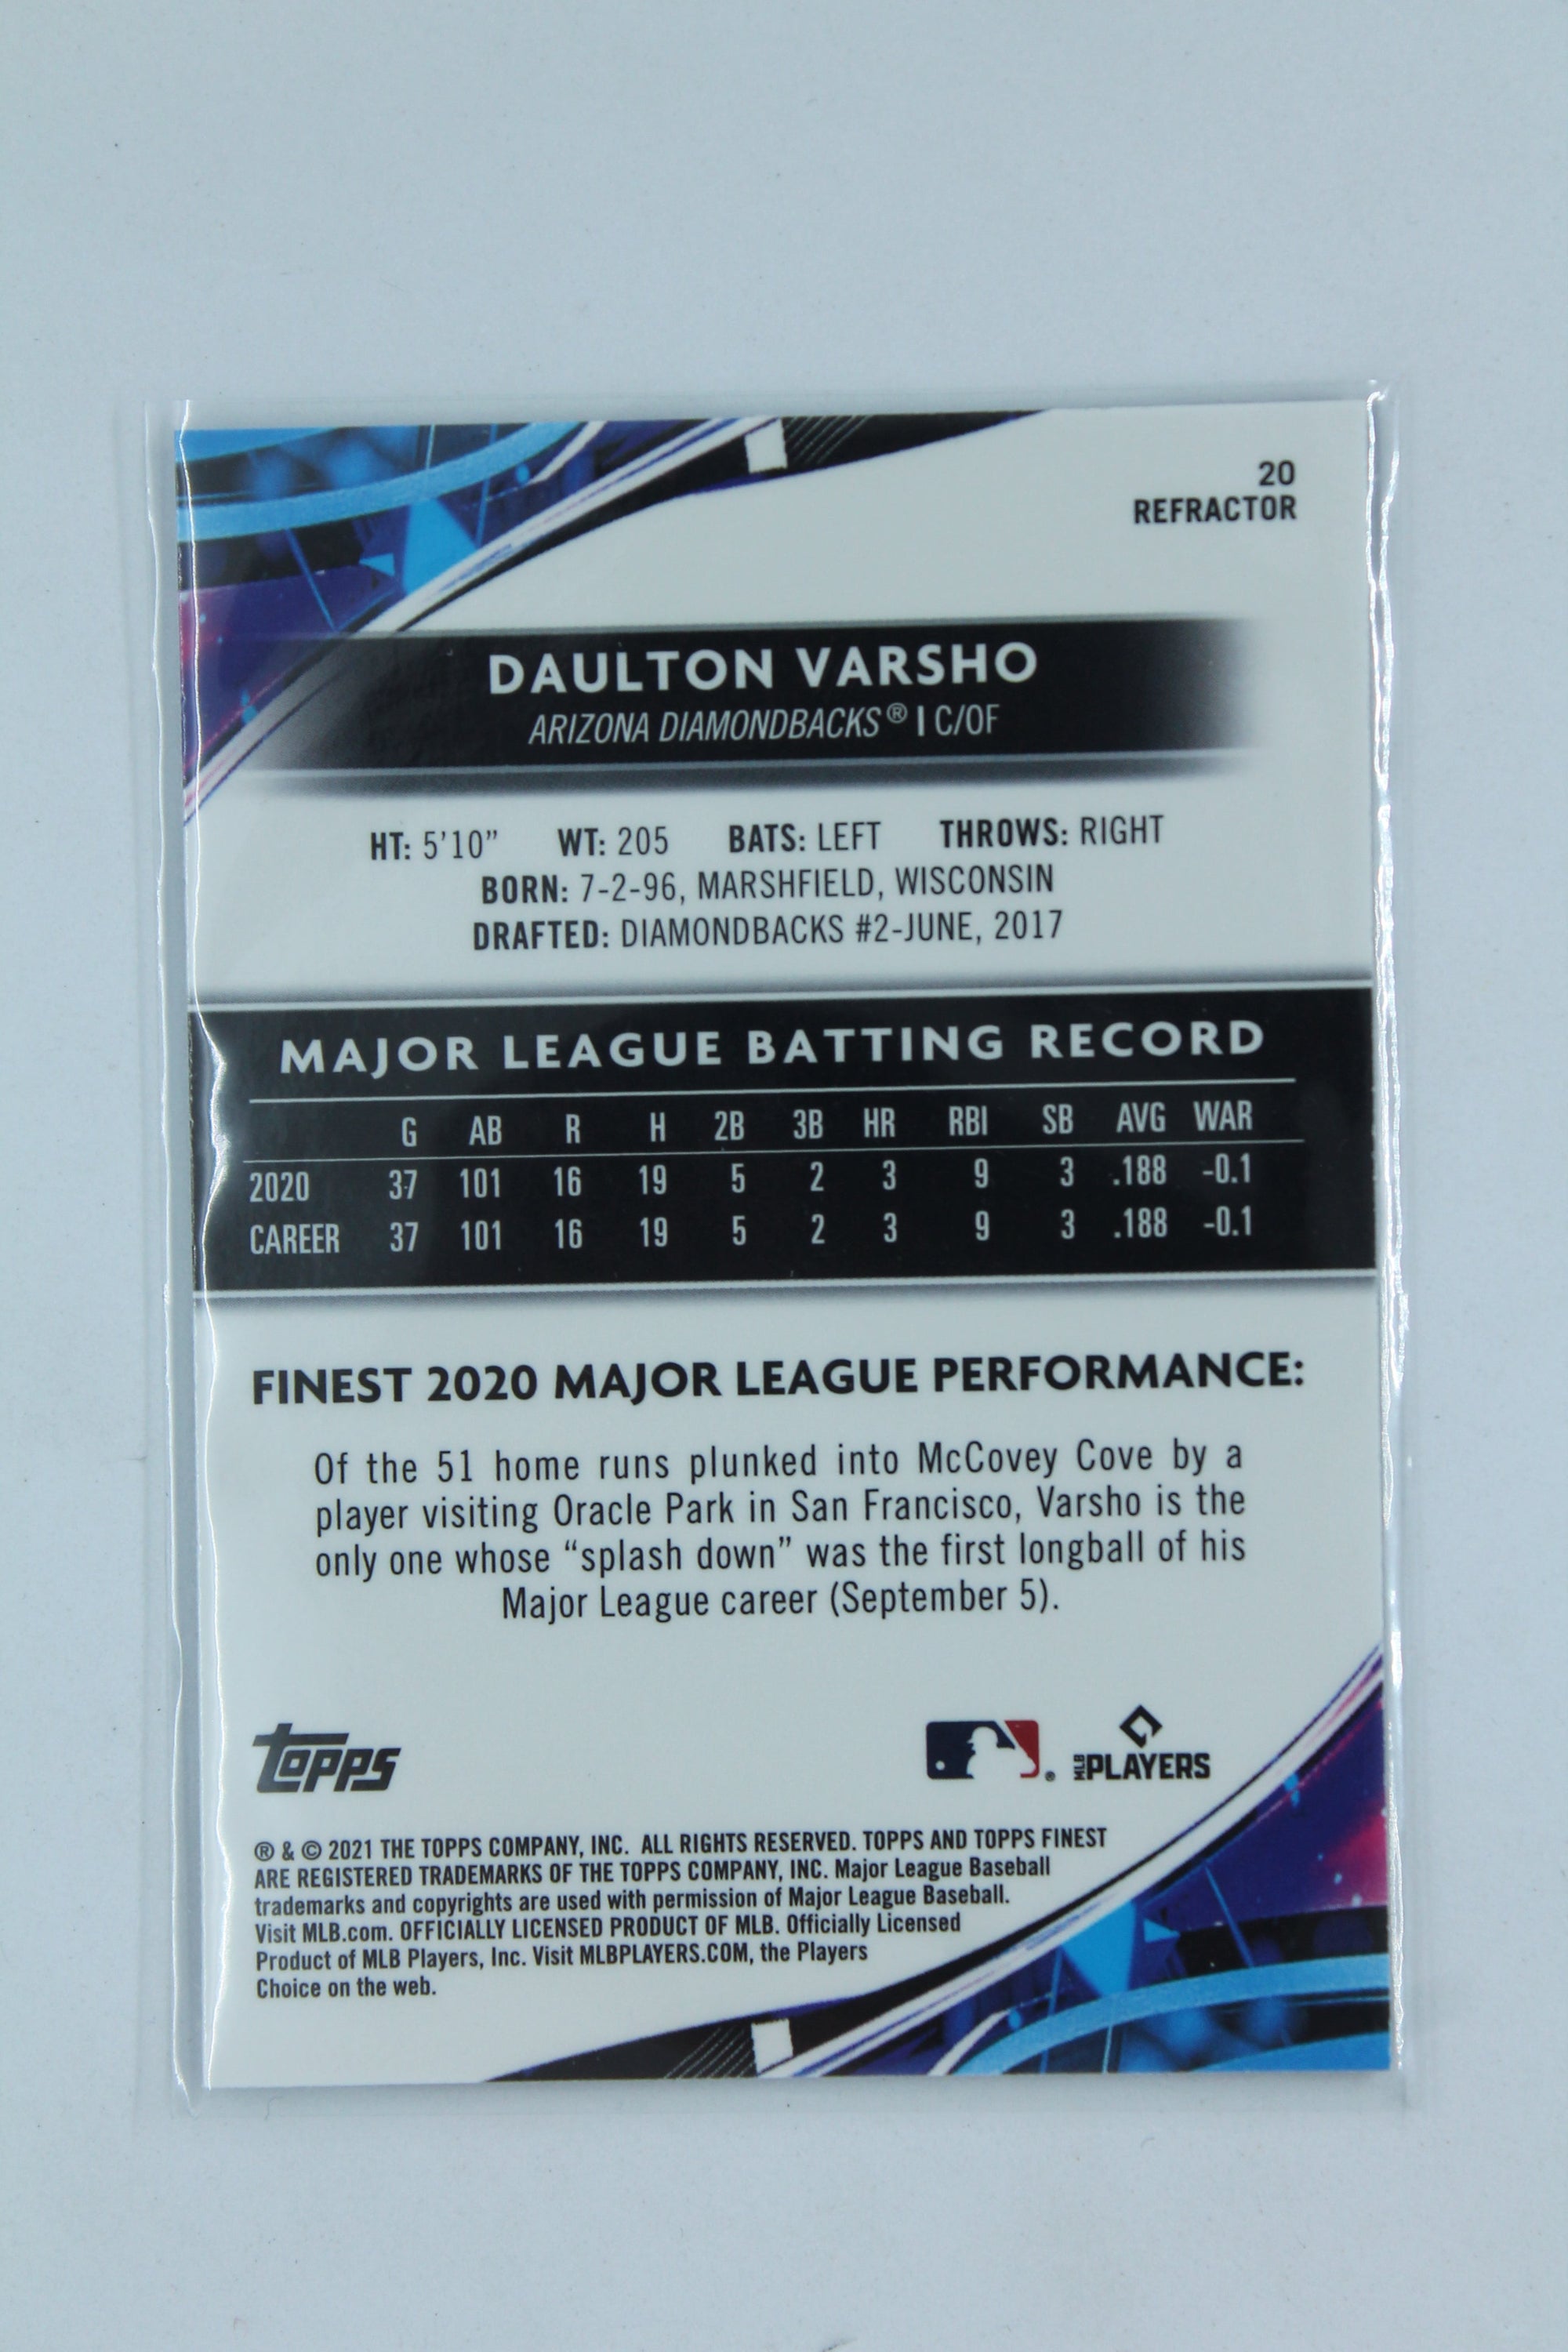 20
REFRACTOR
DAULTON VARSHO
ARIZONA DIAMONDBACKS® | C/OF
HT: 5'10" WT: 205 BATS: LEFT THROWS: RIGHT
BORN: 7-2-96, MARSHFIELD, WISCONSIN
DRAFTED: DIAMONDBACKS #2-JUNE, 2017
MAJOR LEAGUE BATTING RECORD
G AB R H 2B 3B HR RBI SB AVG WAR
2020 37 101 16 19 5 2 3 9 3 .188 -0.1
CAREER 37 101 16 19 5 2 3 9 3 .188 -0.1
FINEST 2020 MAJOR LEAGUE PERFORMANCE:
Of the 51 home runs plunked into McCovey Cove by a
player visiting Oracle Park in San Francisco, Varsho is the
only one whose “splash down” was the first longball of his
Major League career (September 5).
topps
® MLB PLAYERS
® & © 2021 THE TOPPS COMPANY, INC. ALL RIGHTS RESERVED. TOPPS AND TOPPS FINEST
ARE REGISTERED TRADEMARKS OF THE TOPPS COMPANY, INC. Major League Baseball
trademarks and copyrights are used with permission of Major League Baseball.
Visit MLB.com. OFFICIALLY LICENSED PRODUCT OF MLB. Officially Licensed
Product of MLB Players, Inc. Visit MLBPLAYERS.COM, the Players
Choice on the web.